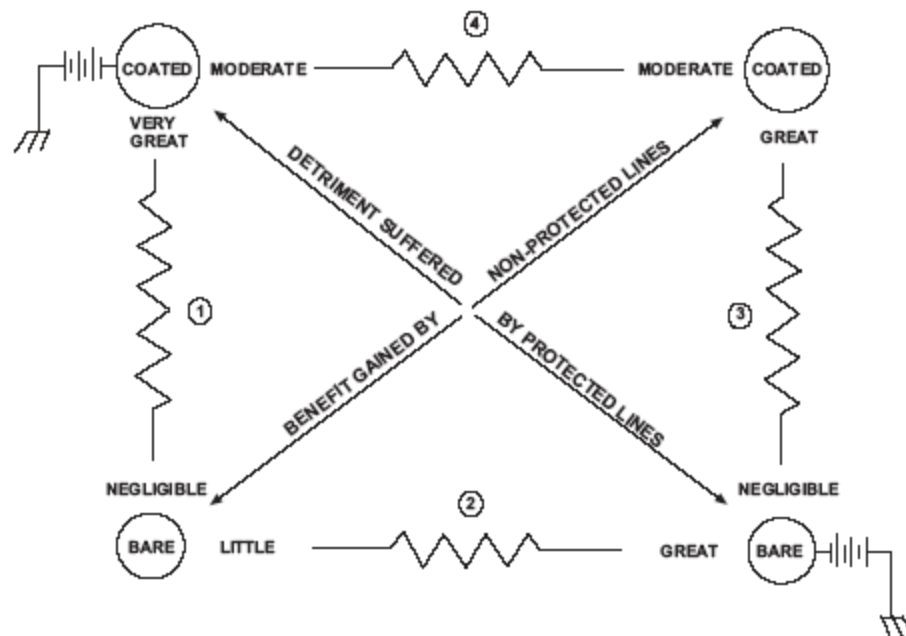 4
COATED MODERATE
MODERATE COATED
VERY
GREAT
GREAT
DETRIMENT SUFFERED
NON-PROTECTED LINES
1
3
BENEFIT GAINED BY
BY PROTECTED LINES
NEGLIGIBLE
NEGLIGIBLE
2
BARE LITTLE
GREAT BARE